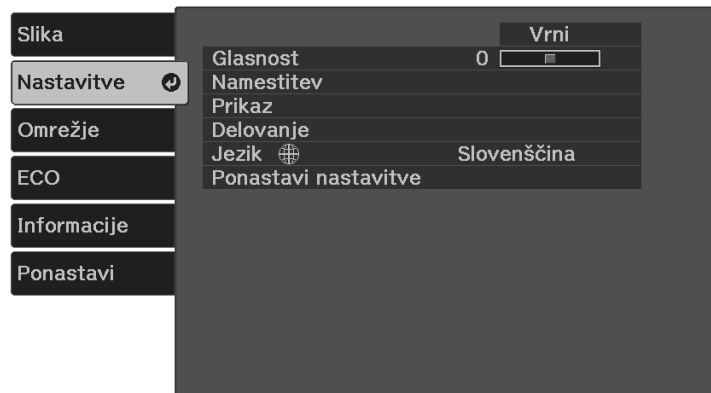 Slika
Nastavitve
Omrežje
ECO
Informacije
Ponastavi
Vrni
Glasnost 0
Namestitev
Prikaz
Delovanje
Jezik Slovenščina
Ponastavi nastavitve